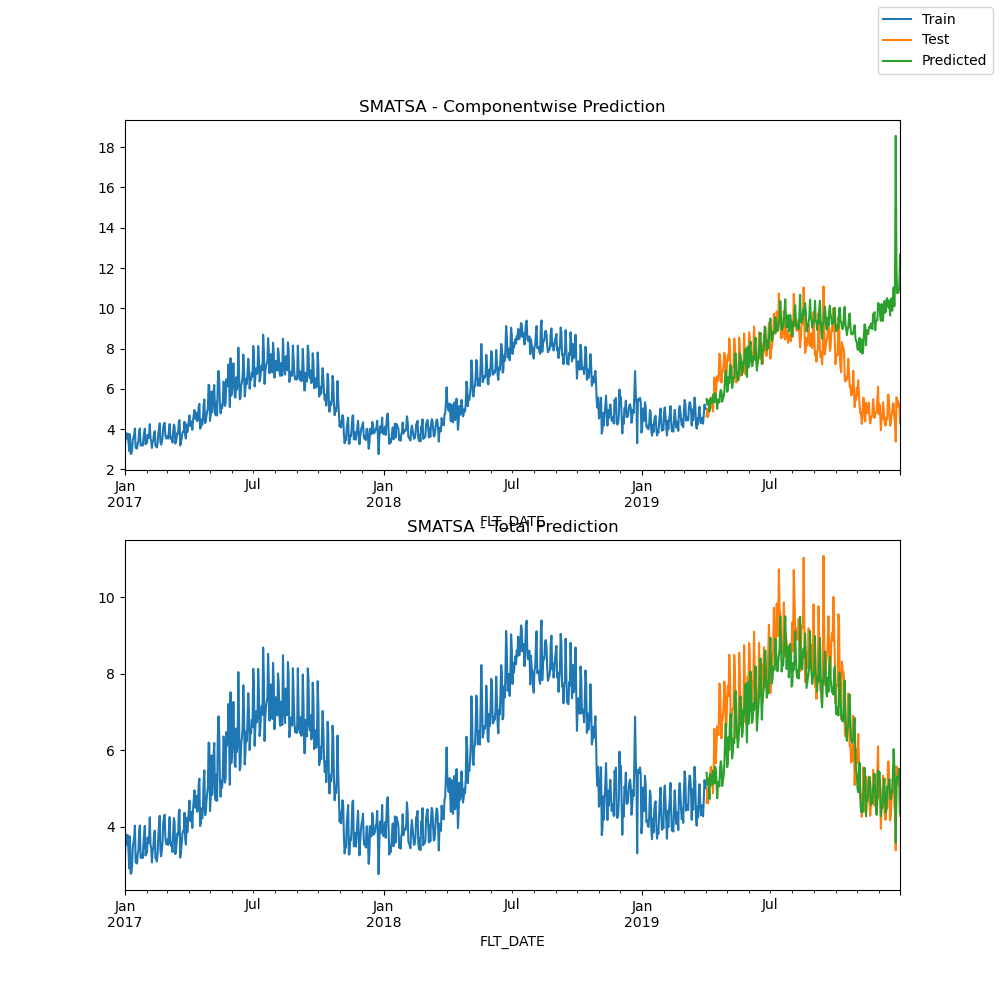 Train
Test
Predicted
SMATSA - Componentwise Prediction
18
16
14
12
10
8
6
4
2
Jan
2017
Jul
Jan
2018
Jul
Jan
2019
Jul
FLT_DATE
SMATSA - Total Prediction
10
8
6
4
Jan
2017
Jul
Jan
2018
Jul
Jan
2019
Jul
FLT_DATE